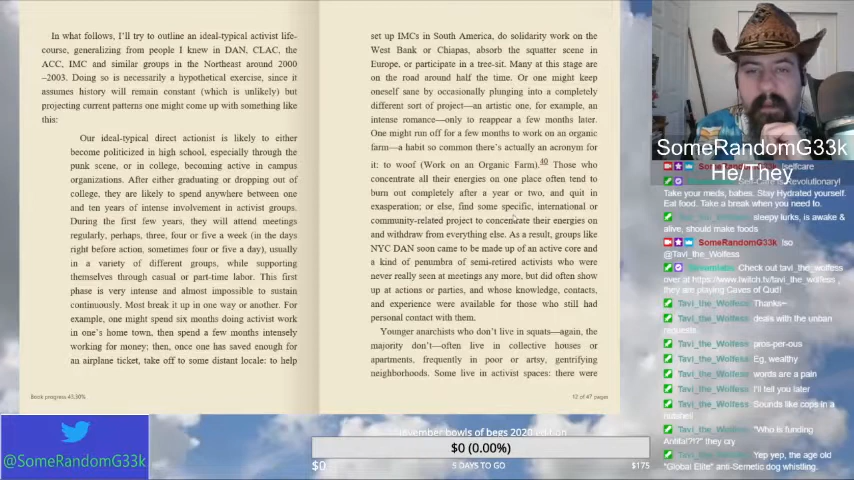 In what follows, I'll try to outline an ideal-typical activist life-
course, generalizing from people I knew in DAN, CLAC, the
ACC, IMC and similar groups in the Northeast around 2000
–2003. Doing so is necessarily a hypothetical exercise, since it
assumes history will remain constant (which is unlikely) but
projecting current patterns one might come up with something like
this:
Our ideal-typical direct actionist is likely to either
become politicized in high school, especially through the
punk scene, or in college, becoming active in campus
organizations. After either graduating or dropping out of
college, they are likely to spend anywhere between one
and ten years of intense involvement in activist groups.
During the first few years, they will attend meetings
regularly, perhaps, three, four or five a week (in the days
right before action, sometimes four or five a day), usually
in a variety of different groups, while supporting
themselves through casual or part-time labor. This first
phase is very intense and almost impossible to sustain
continuously. Most break it up in one way or another. For
example, one might spend six months doing activist work
in one's home town, then spend a few months intensely
working for money; then, once one has saved enough for
an airplane ticket, take off to some distant locale: to help
Book progress 43.50%
set up IMCs in South America, do solidarity work on the
West Bank or Chiapas, absorb the squatter scene in
Europe, or participate in a tree-sit. Many at this stage are
on the road around half the time. Or one might keep
oneself sane by occasionally plunging into a completely
different sort of project—an artistic one, for example, an
intense romance—only to reappear a few months later.
One might run off for a few months to work on an organic
farm—a habit so common there's actually an acronym for
it: to woof (Work on an Organic Farm).40 Those who
concentrate all their energies on one place often tend to
burn out completely after a year or two, and quit in
exasperation; or else, find some specific, international or
community-related project to concentrate their energies on
and withdraw from everything else. As a result, groups like
NYC DAN soon came to be made up of an active core and
a kind of penumbra of semi-retired activists who were
never really seen at meetings any more, but did often show
up at actions or parties, and whose knowledge, contacts,
and experience were available for those who still had
personal contact with them.
Younger anarchists who don't live in squats—again, the
majority don't—often live in collective houses or
apartments, frequently in poor or artsy, gentrifying
neighborhoods. Some live in activist spaces: there were
12 of 47 pages
SomeRandomG33k
He/They
SomeRandomG33k !selfcare
Take your meds, babes. Stay Hydrated yourself.
Eat food. Take a break when you need to.
sleepy lurks, is awake &
alive, should make foods
SomeRandomG33k !so
@Tavi_the_Wolfess
Check out tavi_the_wolfess
over at https://www.twitch.tv/tavi_the_wolfess ,
they are playing Caves of Qud!
Tavi_the_Wolfess: Thanks~
Tavi_the_Wolfess: deals with the unban
requests
Tavi_the_Wolfess: pros-per-ous
Tavi_the_Wolfess: Eg, wealthy
Tavi_the_Wolfess: words are a pain
Tavi_the_Wolfess: I'll tell you later
Tavi_the_Wolfess: Sounds like cops in a
nutshell
Tavi_the_Wolfess: "Who is funding
Antifa!?!?" they cry
Tavi_the_Wolfess: Yep yep, the age old
"Global Elite" anti-Semetic dog whistling.
@SomeRandomG33k
November bowls of begs 2020 edition
$0 (0.00%)
$0
5 DAYS TO GO
$175